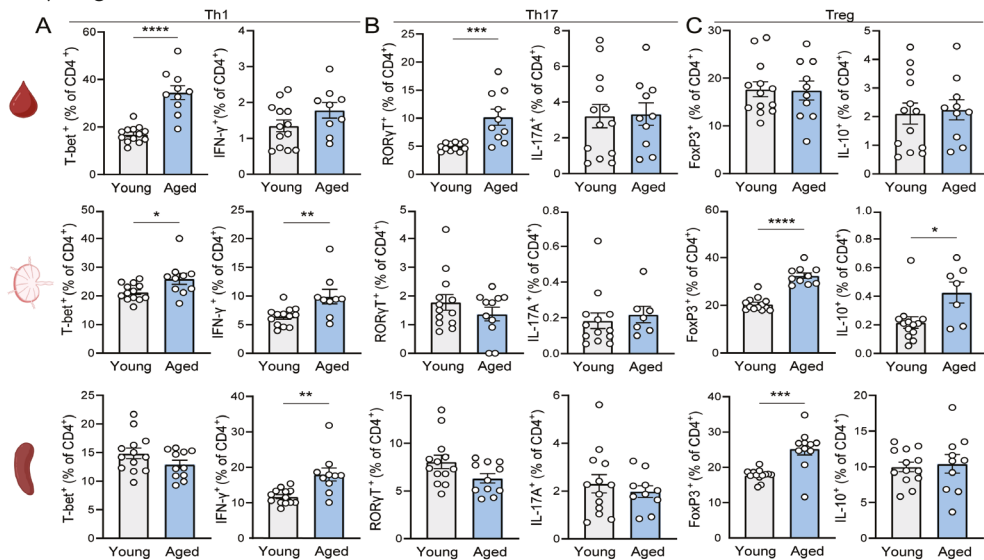 Th1
Th17
Treg
A
B
C
T-bet⁺ (% of CD4⁺)
60
40
20
0
****
Young
Aged
IFN-γ⁺ (% of CD4⁺)
4
3
2
1
0
Young
Aged
RORγT⁺ (% of CD4⁺)
25
20
15
10
5
0
***
Young
Aged
IL-17A⁺ (% of CD4⁺)
8
6
4
2
0
Young
Aged
FoxP3⁺ (% of CD4⁺)
30
20
10
0
Young
Aged
IL-10⁺ (% of CD4⁺)
5
4
3
2
1
0
Young
Aged
T-bet⁺ (% of CD4⁺)
50
40
30
20
10
0
*
Young
Aged
IFN-γ⁺ (% of CD4⁺)
25
20
15
10
5
0
**
Young
Aged
RORγT⁺ (% of CD4⁺)
5
4
3
2
1
0
Young
Aged
IL-17A⁺ (% of CD4⁺)
0.8
0.6
0.4
0.2
0.0
Young
Aged
FoxP3⁺ (% of CD4⁺)
60
40
20
0
****
Young
Aged
IL-10⁺ (% of CD4⁺)
1.0
0.8
0.6
0.4
0.2
0.0
*
Young
Aged
T-bet⁺ (% of CD4⁺)
25
20
15
10
5
0
Young
Aged
IFN-γ⁺ (% of CD4⁺)
40
30
20
10
0
**
Young
Aged
RORγT⁺ (% of CD4⁺)
15
10
5
0
Young
Aged
IL-17A⁺ (% of CD4⁺)
6
4
2
0
Young
Aged
FoxP3⁺ (% of CD4⁺)
40
30
20
10
0
***
Young
Aged
IL-10⁺ (% of CD4⁺)
20
15
10
5
0
Young
Aged